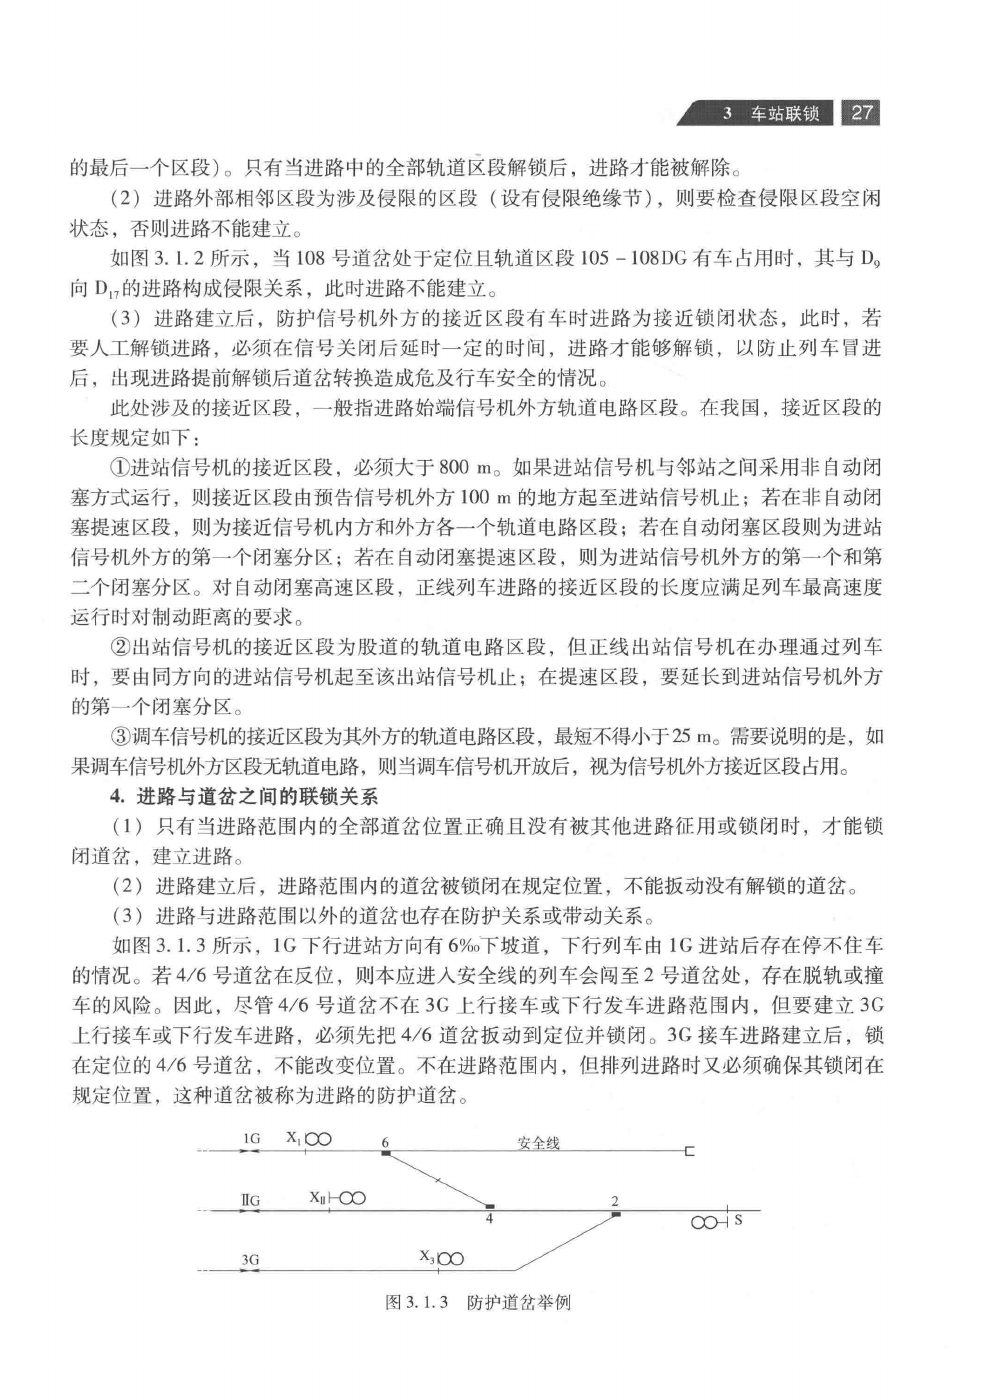 3 车站联锁 27
的最后一个区段)。只有当进路中的全部轨道区段解锁后，进路才能被解除。
(2) 进路外部相邻区段为涉及侵限的区段（设有侵限绝缘节），则要检查侵限区段空闲
状态，否则进路不能建立。
如图 3.1.2 所示，当 108 号道岔处于定位且轨道区段 105－108DG 有车占用时，其与 D₉
向 D₁₇的进路构成侵限关系，此时进路不能建立。
(3) 进路建立后，防护信号机外方的接近区段有车时进路为接近锁闭状态，此时，若
要人工解锁进路，必须在信号关闭后延时一定的时间，进路才能够解锁，以防止列车冒进
后，出现进路提前解锁后道岔转换造成危及行车安全的情况。
此处涉及的接近区段，一般指进路始端信号机外方轨道电路区段。在我国，接近区段的
长度规定如下：
①进站信号机的接近区段，必须大于 800 m。如果进站信号机与邻站之间采用非自动闭
塞方式运行，则接近区段由预告信号机外方 100 m 的地方起至进站信号机止；若在非自动闭
塞提速区段，则为接近信号机内方和外方各一个轨道电路区段；若在自动闭塞区段则为进站
信号机外方的第一个闭塞分区；若在自动闭塞提速区段，则为进站信号机外方的第一个和第
二个闭塞分区。对自动闭塞高速区段，正线列车进路的接近区段的长度应满足列车最高速度
运行时对制动距离的要求。
②出站信号机的接近区段为股道的轨道电路区段，但正线出站信号机在办理通过列车
时，要由同方向的进站信号机起至该出站信号机止；在提速区段，要延长到进站信号机外方
的第一个闭塞分区。
③调车信号机的接近区段为其外方的轨道电路区段，最短不得小于 25 m。需要说明的是，如
果调车信号机外方区段无轨道电路，则当调车信号机开放后，视为信号机外方接近区段占用。
4. 进路与道岔之间的联锁关系
(1) 只有当进路范围内的全部道岔位置正确且没有被其他进路征用或锁闭时，才能锁
闭道岔，建立进路。
(2) 进路建立后，进路范围内的道岔被锁闭在规定位置，不能扳动没有解锁的道岔。
(3) 进路与进路范围以外的道岔也存在防护关系或带动关系。
如图 3.1.3 所示，1G 下行进站方向有 6‰下坡道，下行列车由 1G 进站后存在停不住车
的情况。若 4/6 号道岔在反位，则本应进入安全线的列车会闯至 2 号道岔处，存在脱轨或撞
车的风险。因此，尽管 4/6 号道岔不在 3G 上行接车或下行发车进路范围内，但要建立 3G
上行接车或下行发车进路，必须先把 4/6 道岔扳动到定位并锁闭。3G 接车进路建立后，锁
在定位的 4/6 号道岔，不能改变位置。不在进路范围内，但排列进路时又必须确保其锁闭在
规定位置，这种道岔被称为进路的防护道岔。
1G X₁ 6 安全线
ⅡG X_Ⅱ 4 2 S
3G X₃
图 3.1.3 防护道岔举例